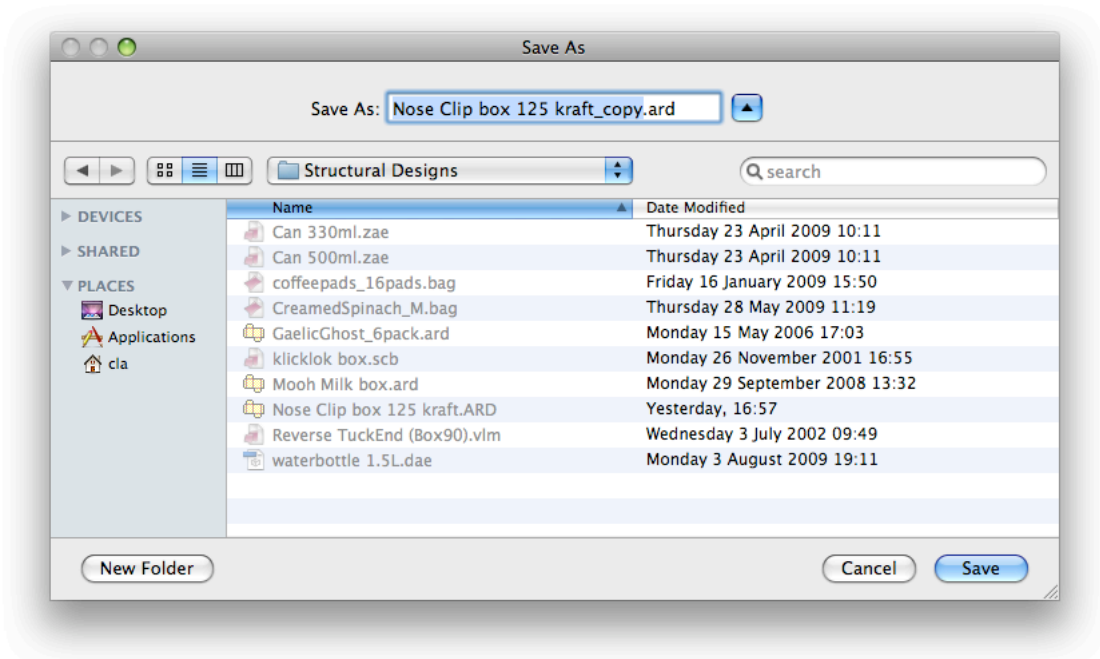 Save As
Save As: Nose Clip box 125 kraft_copy.ard
Structural Designs
search
DEVICES
SHARED
PLACES
Desktop
Applications
cla
Name Date Modified
Can 330ml.zae Thursday 23 April 2009 10:11
Can 500ml.zae Thursday 23 April 2009 10:11
coffeepads_16pads.bag Friday 16 January 2009 15:50
CreamedSpinach_M.bag Thursday 28 May 2009 11:19
GaelicGhost_6pack.ard Monday 15 May 2006 17:03
klicklok box.scb Monday 26 November 2001 16:55
Mooh Milk box.ard Monday 29 September 2008 13:32
Nose Clip box 125 kraft.ARD Yesterday, 16:57
Reverse TuckEnd (Box90).vlm Wednesday 3 July 2002 09:49
waterbottle 1.5L.dae Monday 3 August 2009 19:11
New Folder Cancel Save